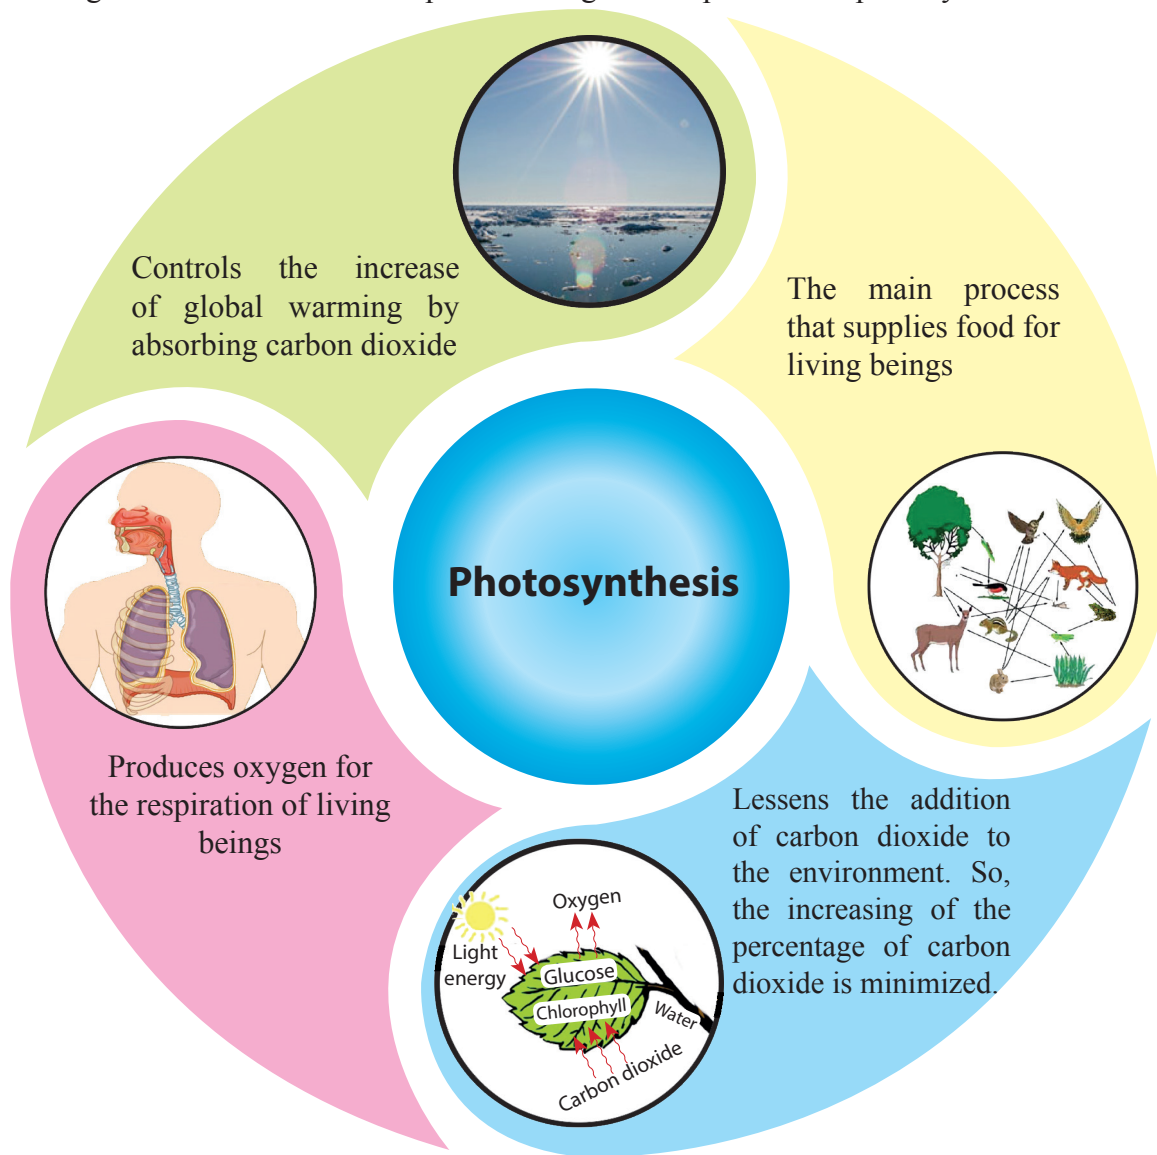 Controls the increase
of global warming by
absorbing carbon dioxide
The main process
that supplies food for
living beings
Photosynthesis
Produces oxygen for
the respiration of living
beings
Lessens the addition
of carbon dioxide to
the environment. So,
the increasing of the
percentage of carbon
dioxide is minimized.
Oxygen
Light
energy
Glucose
Chlorophyll
Water
Carbon dioxide